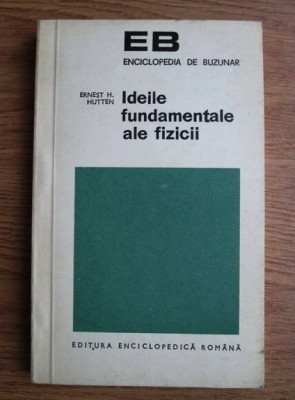 EB
ENCICLOPEDIA DE BUZUNAR
ERNEST H.
HUTTEN
Ideile
fundamentale
ale fizicii
EDITURA ENCICLOPEDICĂ ROMÂNĂ